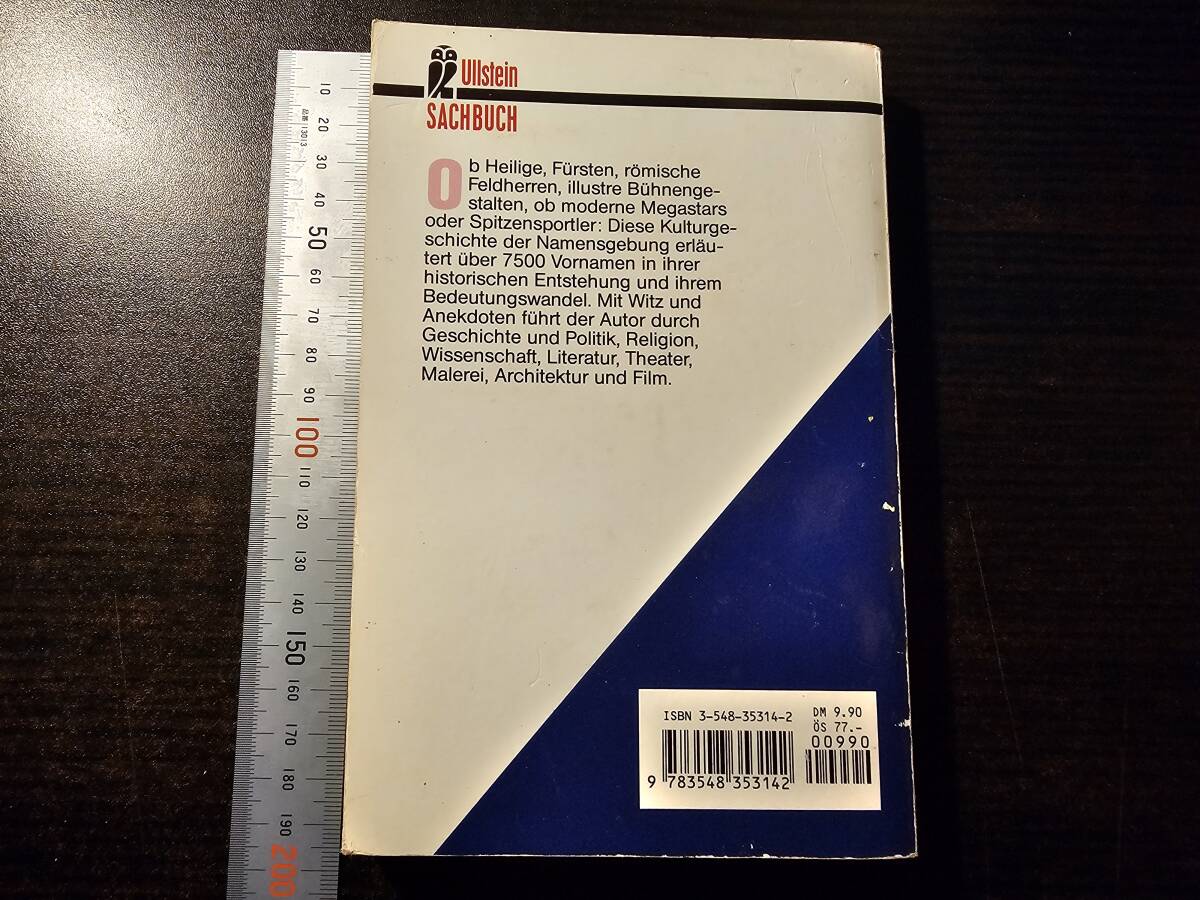 Ullstein
SACHBUCH
Ob Heilige, Fürsten, römische
Feldherren, illustre Bühnenge-
stalten, ob moderne Megastars
oder Spitzensportler: Diese Kulturge-
schichte der Namensgebung erläu-
tert über 7500 Vornamen in ihrer
historischen Entstehung und ihrem
Bedeutungswandel. Mit Witz und
Anekdoten führt der Autor durch
Geschichte und Politik, Religion,
Wissenschaft, Literatur, Theater,
Malerei, Architektur und Film.
ISBN 3-548-35314-2
DM 9.90
ÖS 77.-
00990
9 783548 353142
10
20
30
40
50
60
70
80
90
100
110
120
130
140
150
160
170
180
190
200
品番 13013